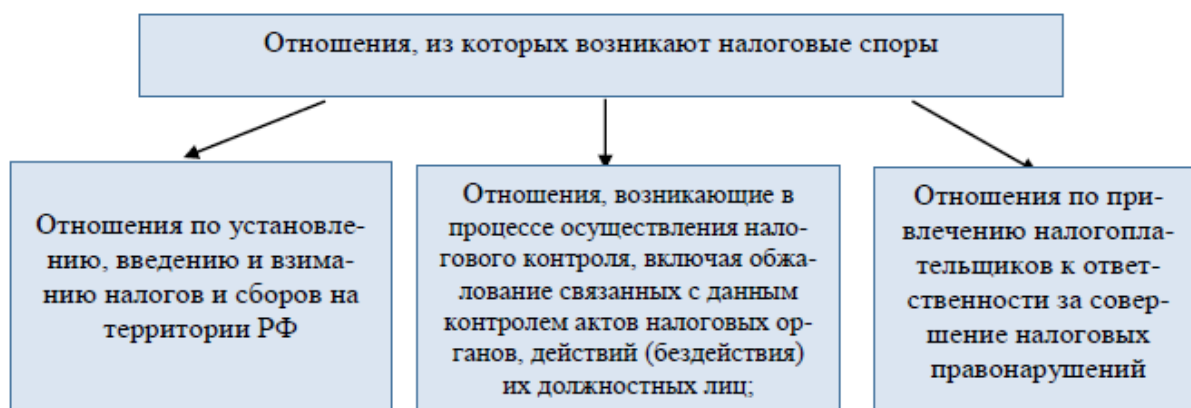 Отношения, из которых возникают налоговые споры
Отношения по установле-
нию, введению и взима-
нию налогов и сборов на
территории РФ
Отношения, возникающие в
процессе осуществления нало-
гового контроля, включая обжа-
лование связанных с данным
контролем актов налоговых ор-
ганов, действий (бездействия)
их должностных лиц;
Отношения по при-
влечению налогопла-
тельщиков к ответ-
ственности за совер-
шение налоговых
правонарушений